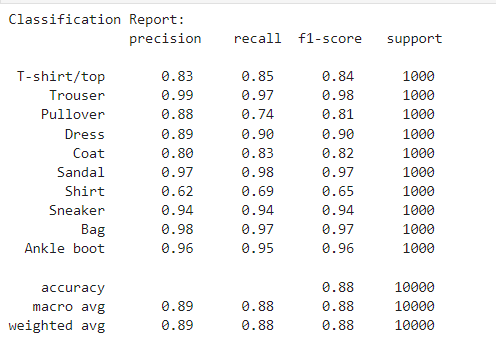 Classification Report:
precision recall f1-score support
T-shirt/top 0.83 0.85 0.84 1000
Trouser 0.99 0.97 0.98 1000
Pullover 0.88 0.74 0.81 1000
Dress 0.89 0.90 0.90 1000
Coat 0.80 0.83 0.82 1000
Sandal 0.97 0.98 0.97 1000
Shirt 0.62 0.69 0.65 1000
Sneaker 0.94 0.94 0.94 1000
Bag 0.98 0.97 0.97 1000
Ankle boot 0.96 0.95 0.96 1000
accuracy 0.88 10000
macro avg 0.89 0.88 0.88 10000
weighted avg 0.89 0.88 0.88 10000